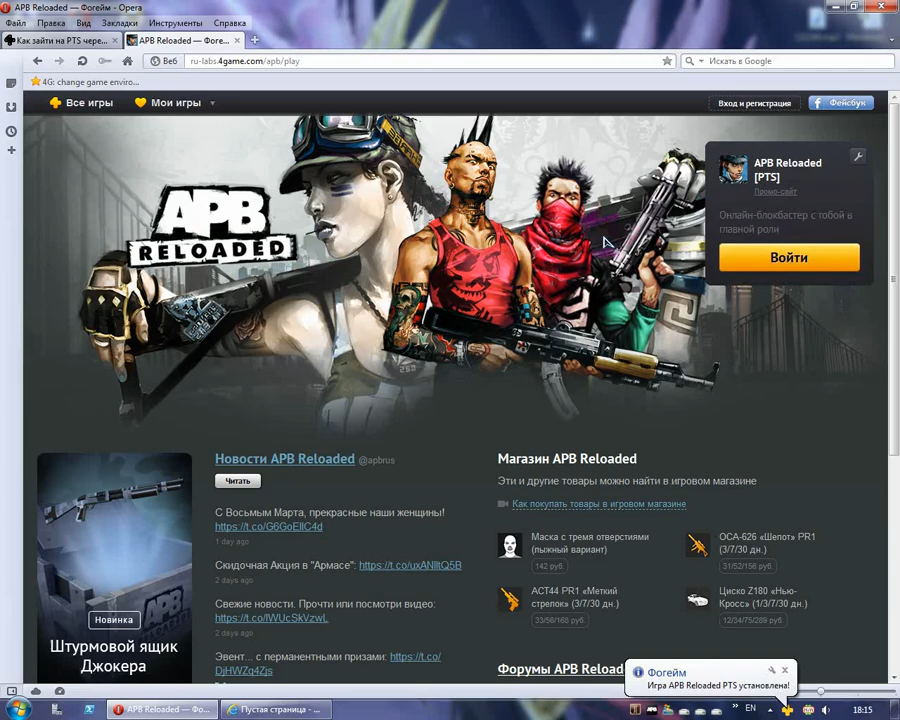 APB Reloaded — Фогейм - Opera
Файл Правка Вид Закладки Инструменты Справка
Как зайти на PTS чере...
APB Reloaded — Фоге...
Веб
ru-labs.4game.com/apb/play
Искать в Google
4G: change game enviro...
Все игры
Мои игры
Вход и регистрация
Фейсбук
APB
RELOADED
APB Reloaded
[PTS]
Промо-сайт
Онлайн-блокбастер с тобой в
главной роли
Войти
Новости APB Reloaded @apbrus
Читать
С Восьмым Марта, прекрасные наши женщины!
https://t.co/G6GoEllC4d
1 day ago
Скидочная Акция в "Армасе": https://t.co/uxANlltQ5B
2 days ago
Свежие новости. Прочти или посмотри видео:
https://t.co/lWUcSkVzwL
2 days ago
Эвент... с перманентными призами: https://t.co/
DjHWZq4Zjs
Новинка
Штурмовой ящик
Джокера
Магазин APB Reloaded
Эти и другие товары можно найти в игровом магазине
Как покупать товары в игровом магазине
Маска с тремя отверстиями
(лыжный вариант)
142 руб.
ОСА-626 «Шепот» PR1
(3/7/30 дн.)
31/52/156 руб.
АСТ44 PR1 «Меткий
стрелок» (3/7/30 дн.)
33/56/168 руб.
Циско Z180 «Нью-
Кросс» (1/3/7/30 дн.)
12/34/75/289 руб.
Форумы APB Reload
Фогейм
Игра APB Reloaded PTS установлена!
APB Reloaded — Фо...
Пустая страница - ...
EN
18:15